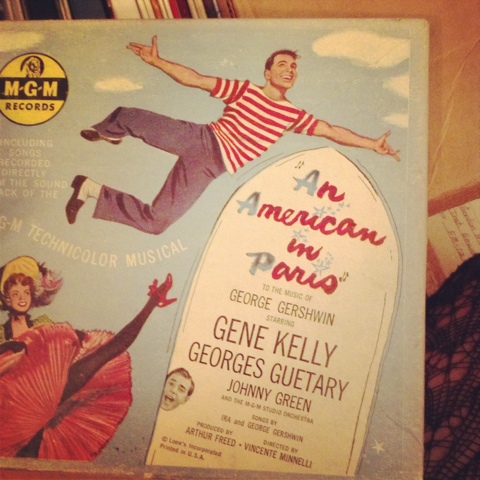 M-G-M
RECORDS
INCLUDING
SONGS
RECORDED
DIRECTLY
THE SOUND
OF THE
TECHNICOLOR MUSICAL
"An
American
in
Paris"
TO THE MUSIC OF
GEORGE GERSHWIN
STARRING
GENE KELLY
GEORGES GUETARY
JOHNNY GREEN
AND THE M-G-M STUDIO ORCHESTRA
SONGS BY
IRA and GEORGE GERSHWIN
PRODUCED BY
ARTHUR FREED •
DIRECTED BY
VINCENTE MINNELLI
© Loew's Incorporated
Printed in U.S.A.